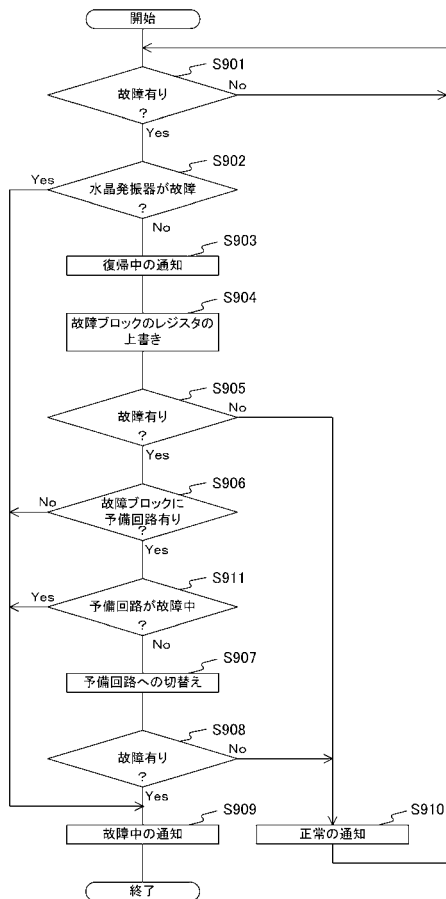 開始
S901
故障有り
?
No
Yes
S902
Yes
水晶発振器が故障
?
No
S903
復帰中の通知
S904
故障ブロックのレジスタの
上書き
S905
故障有り
?
No
Yes
S906
No
故障ブロックに
予備回路有り
?
Yes
S911
Yes
予備回路が故障中
?
No
S907
予備回路への切替え
S908
故障有り
?
No
Yes
S909
故障中の通知
S910
正常の通知
終了